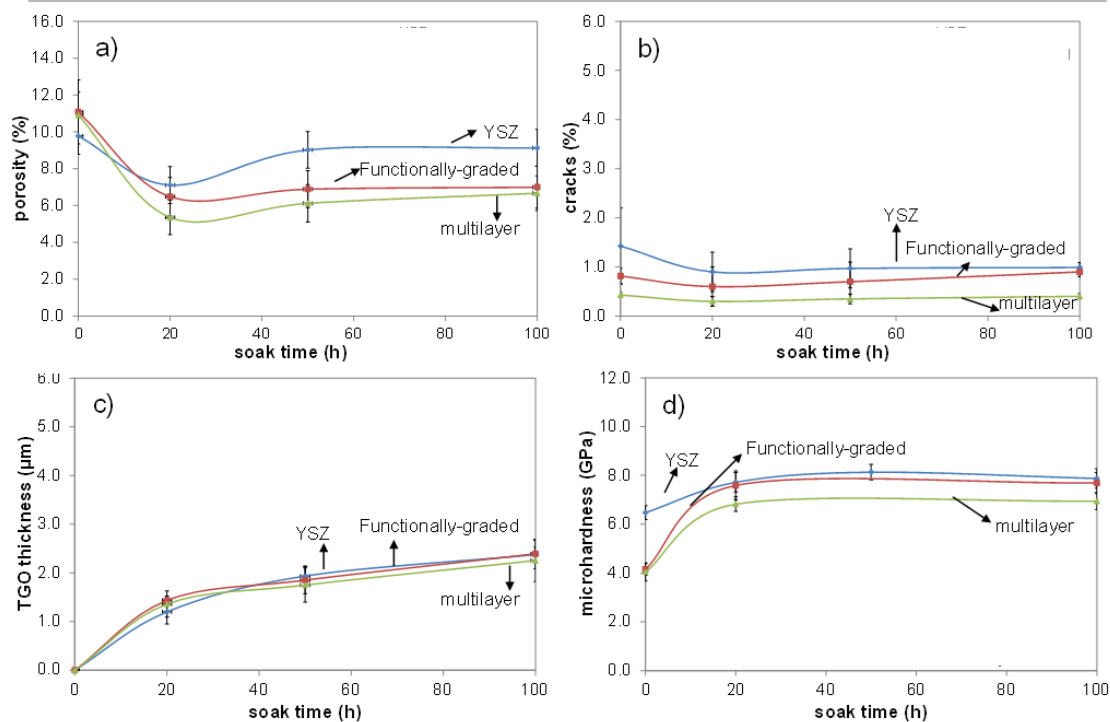 a)
porosity (%)
16.0
14.0
12.0
10.0
8.0
6.0
4.0
2.0
0.0
YSZ
Functionally-graded
multilayer
0 20 40 60 80 100
soak time (h)
b)
cracks (%)
6.0
5.0
4.0
3.0
2.0
1.0
0.0
YSZ
Functionally-graded
multilayer
0 20 40 60 80 100
soak time (h)
c)
TGO thickness (µm)
6.0
5.0
4.0
3.0
2.0
1.0
0.0
YSZ
Functionally-graded
multilayer
0 20 40 60 80 100
soak time (h)
d)
microhardness (GPa)
12.0
10.0
8.0
6.0
4.0
2.0
0.0
Functionally-graded
YSZ
multilayer
0 20 40 60 80 100
soak time (h)